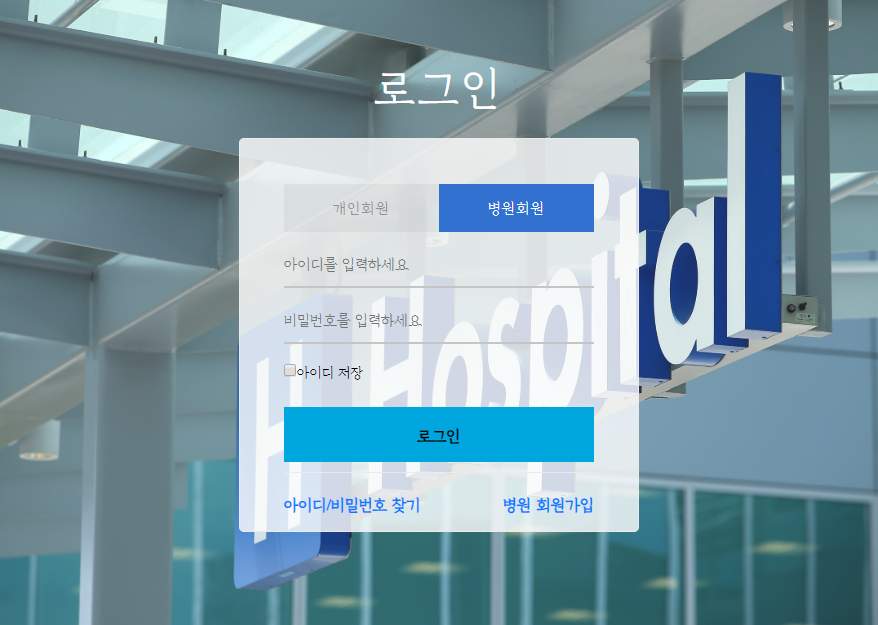 로그인
개인회원 병원회원
아이디를 입력하세요.
비밀번호를 입력하세요.
아이디 저장
로그인
아이디/비밀번호 찾기 병원 회원가입
H Hospital